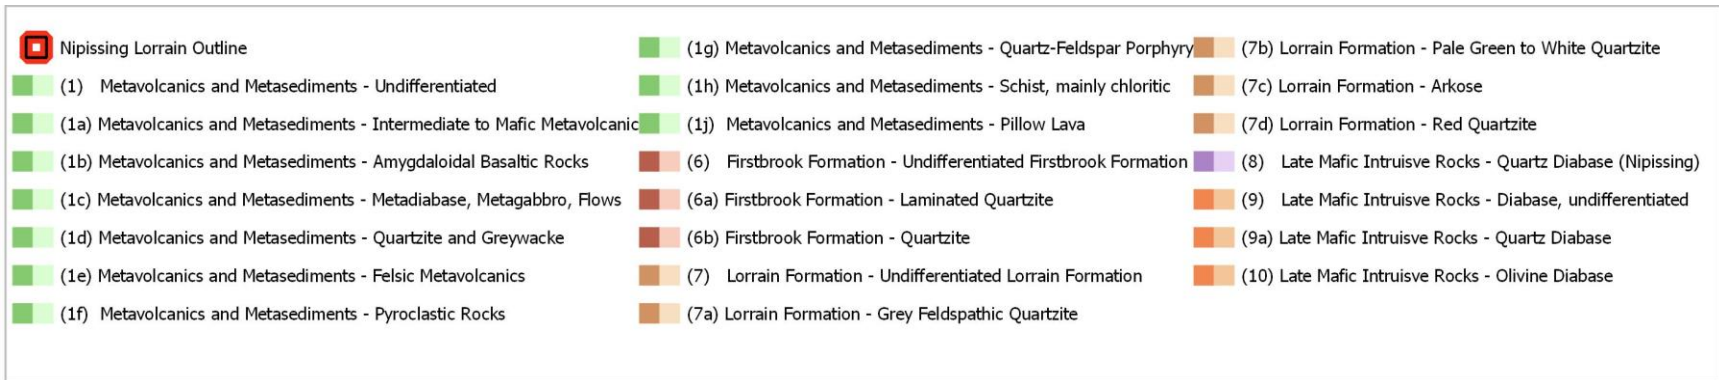 Nipissing Lorrain Outline
(1) Metavolcanics and Metasediments - Undifferentiated
(1a) Metavolcanics and Metasediments - Intermediate to Mafic Metavolcanic
(1b) Metavolcanics and Metasediments - Amygdaloidal Basaltic Rocks
(1c) Metavolcanics and Metasediments - Metadiabase, Metagabbro, Flows
(1d) Metavolcanics and Metasediments - Quartzite and Greywacke
(1e) Metavolcanics and Metasediments - Felsic Metavolcanics
(1f) Metavolcanics and Metasediments - Pyroclastic Rocks
(1g) Metavolcanics and Metasediments - Quartz-Feldspar Porphyry
(1h) Metavolcanics and Metasediments - Schist, mainly chloritic
(1j) Metavolcanics and Metasediments - Pillow Lava
(6) Firstbrook Formation - Undifferentiated Firstbrook Formation
(6a) Firstbrook Formation - Laminated Quartzite
(6b) Firstbrook Formation - Quartzite
(7) Lorrain Formation - Undifferentiated Lorrain Formation
(7a) Lorrain Formation - Grey Feldspathic Quartzite
(7b) Lorrain Formation - Pale Green to White Quartzite
(7c) Lorrain Formation - Arkose
(7d) Lorrain Formation - Red Quartzite
(8) Late Mafic Intruisve Rocks - Quartz Diabase (Nipissing)
(9) Late Mafic Intruisve Rocks - Diabase, undifferentiated
(9a) Late Mafic Intruisve Rocks - Quartz Diabase
(10) Late Mafic Intruisve Rocks - Olivine Diabase